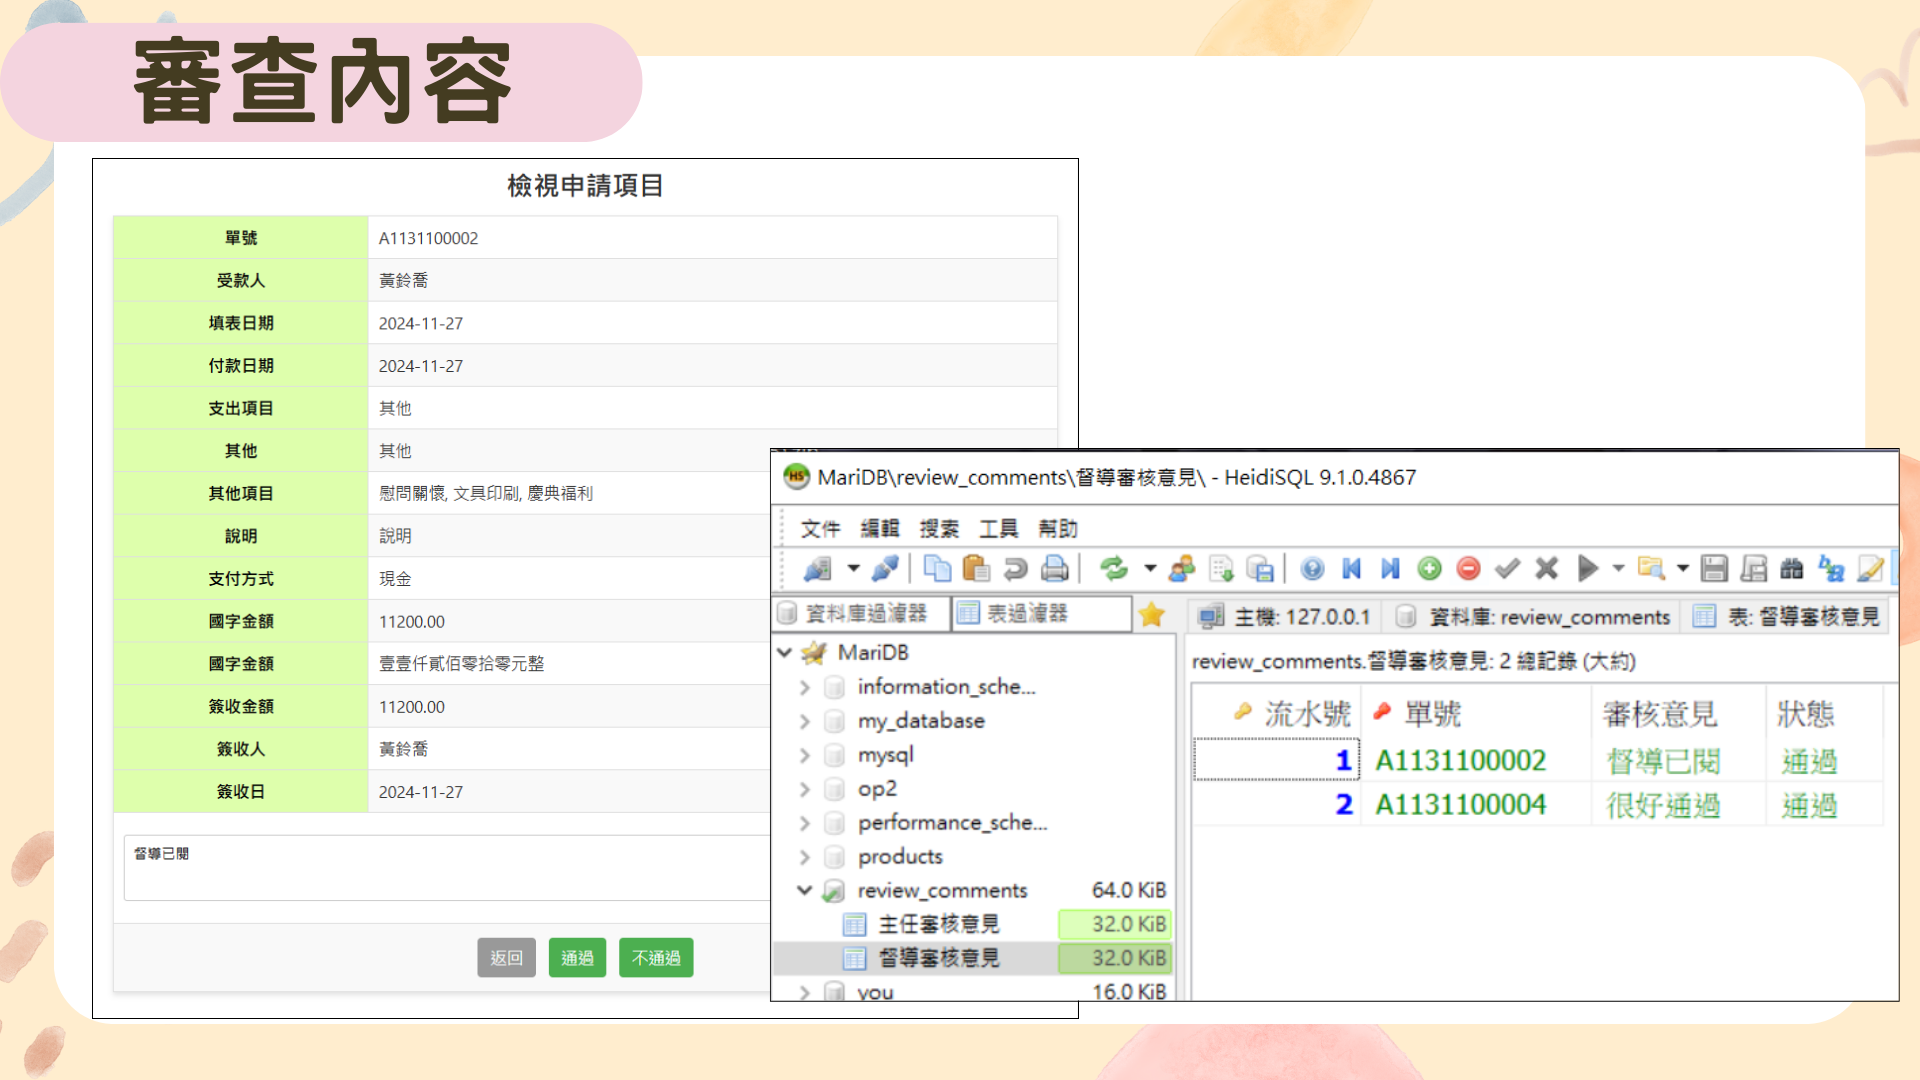 審查內容
檢視申請項目
單號 A1131100002
受款人 黃鈴喬
填表日期 2024-11-27
付款日期 2024-11-27
支出項目 其他
其他 其他
其他項目 慰問關懷, 文具印刷, 慶典福利
說明 說明
支付方式 現金
國字金額 11200.00
國字金額 壹壹仟貳佰零拾零元整
簽收金額 11200.00
簽收人 黃鈴喬
簽收日 2024-11-27
督導已閱
返回 通過 不通過
MariDB\review_comments\督導審核意見\ - HeidiSQL 9.1.0.4867
文件 編輯 搜索 工具 幫助
資料庫過濾器 表過濾器
主機: 127.0.0.1 資料庫: review_comments 表: 督導審核意見
MariDB
information_sche...
my_database
mysql
op2
performance_sche...
products
review_comments 64.0 KiB
主任審核意見 32.0 KiB
督導審核意見 32.0 KiB
you 16.0 KiB
review_comments.督導審核意見: 2 總記錄 (大約)
流水號 單號 審核意見 狀態
1 A1131100002 督導已閱 通過
2 A1131100004 很好通過 通過